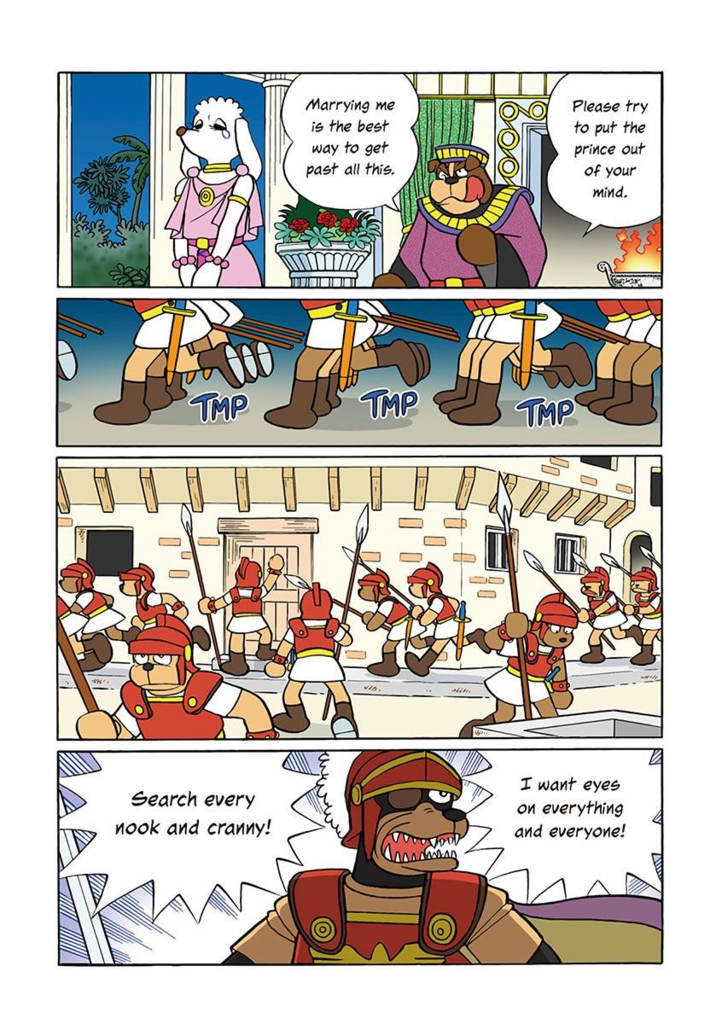 Please try
to put the
prince out
of your
mind.
Marrying me
is the best
way to get
past all this.
TMP
TMP
TMP
I want eyes
on everything
and everyone!
Search every
nook and cranny!